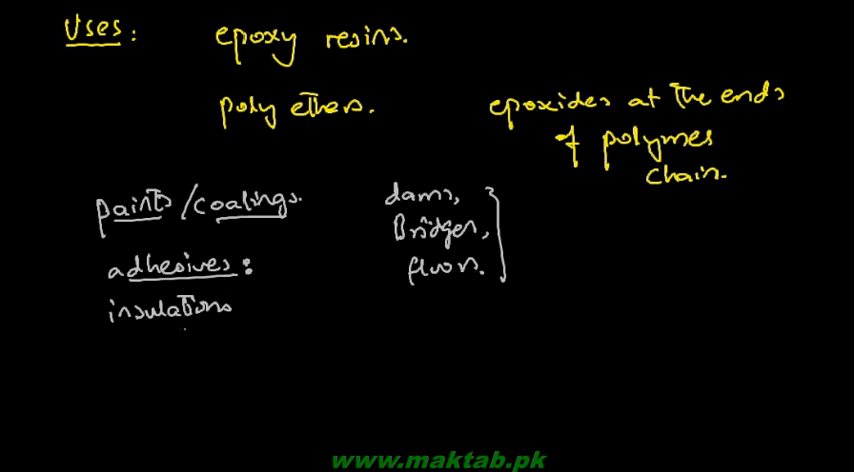 Uses: epoxy resins.
poly ethers. epoxides at the ends
of polymes
chain.
paints/coatings. dams,
Bridges,
adhesives: floors.
insulations
www.maktab.pk